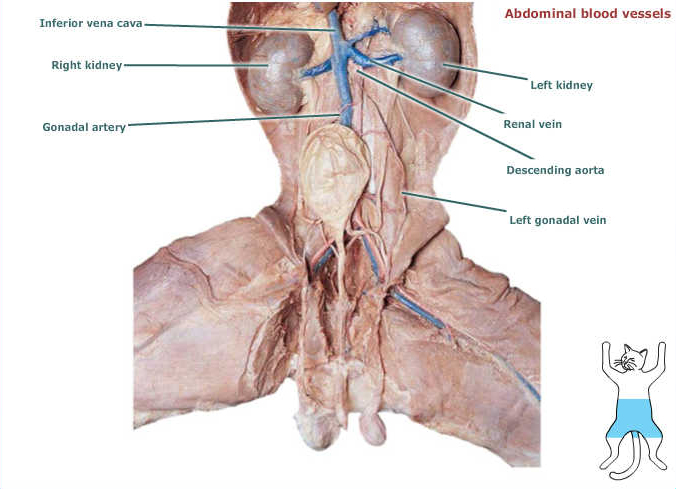 Abdominal blood vessels
Inferior vena cava
Right kidney
Gonadal artery
Left kidney
Renal vein
Descending aorta
Left gonadal vein